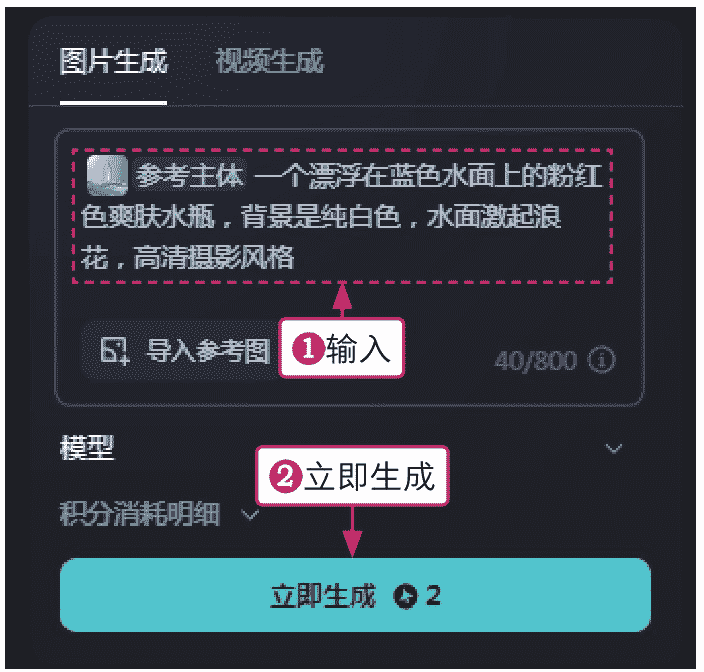 图片生成 视频生成
参考主体 一个漂浮在蓝色水面上的粉红
色爽肤水瓶，背景是纯白色，水面激起浪
花，高清摄影风格
导入参考图 ❶输入 40/800
模型
❷立即生成
积分消耗明细
立即生成 2